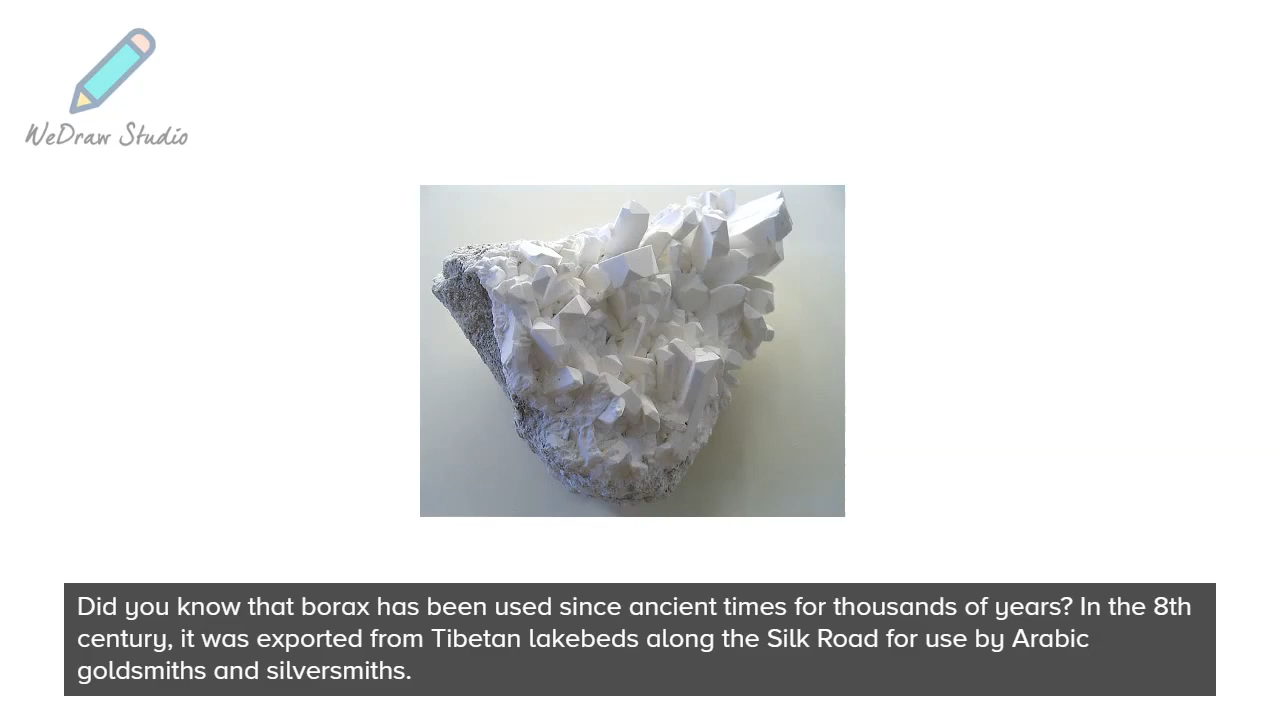 WeDraw Studio
Did you know that borax has been used since ancient times for thousands of years? In the 8th
century, it was exported from Tibetan lakebeds along the Silk Road for use by Arabic
goldsmiths and silversmiths.